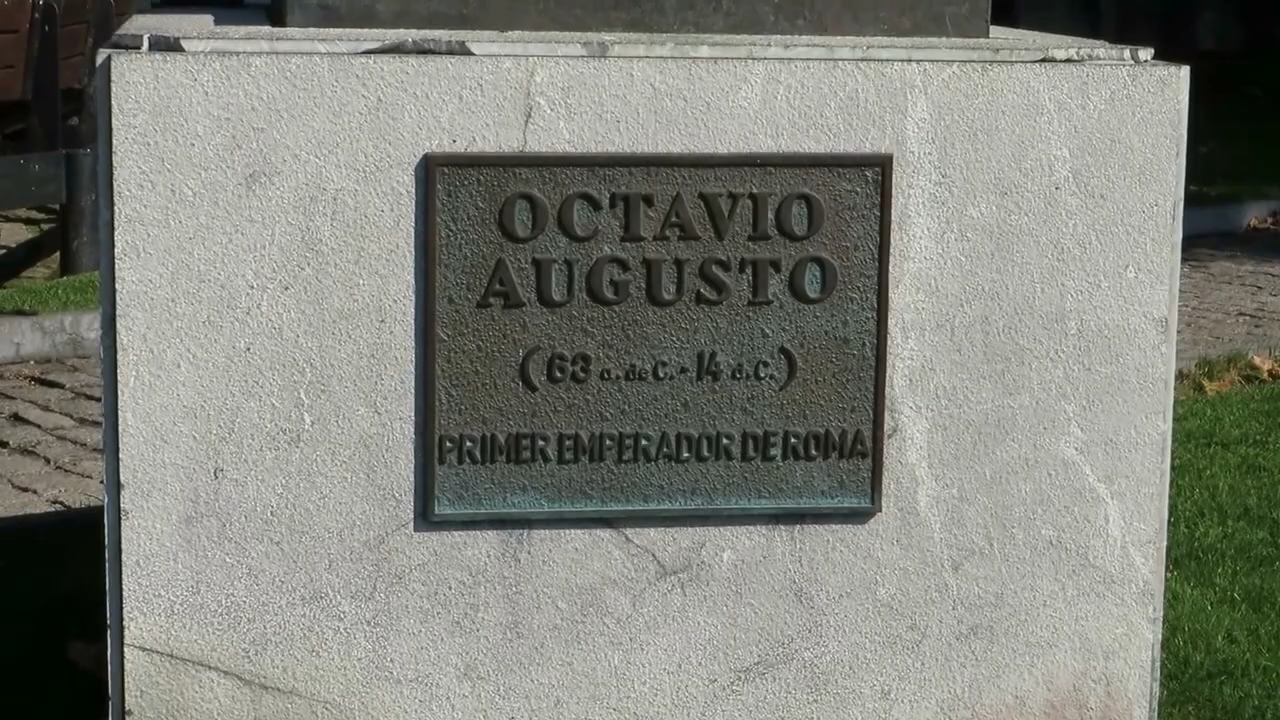 OCTAVIO
AUGUSTO
(63 a. de C. - 14 d. C.)
PRIMER EMPERADOR DE ROMA